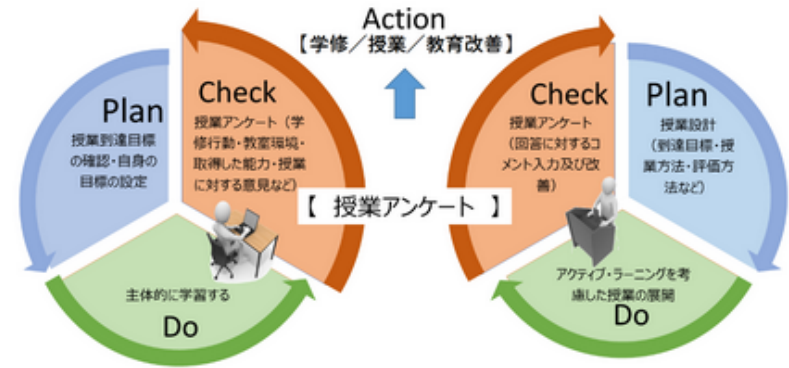 Action
【学修／授業／教育改善】
Plan
授業到達目標
の確認・自身の
目標の設定
Check
授業アンケート（学
修行動・教室環境・
取得した能力・授業
に対する意見など）
主体的に学習する
Do
【 授業アンケート 】
Check
授業アンケート
（回答に対するコ
メント入力及び改
善）
Plan
授業設計
（到達目標・授
業方法・評価方
法など）
アクティブ・ラーニングを考
慮した授業の展開
Do